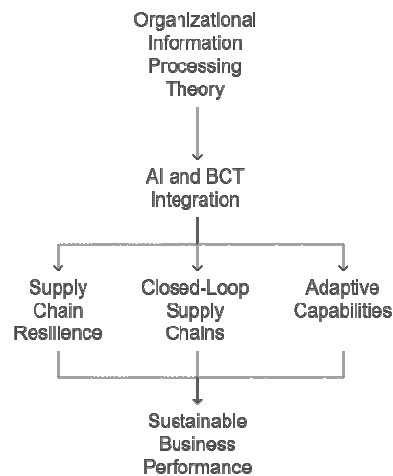 Organizational
Information
Processing
Theory
AI and BCT
Integration
Supply
Chain
Resilience
Closed-Loop
Supply
Chains
Adaptive
Capabilities
Sustainable
Business
Performance